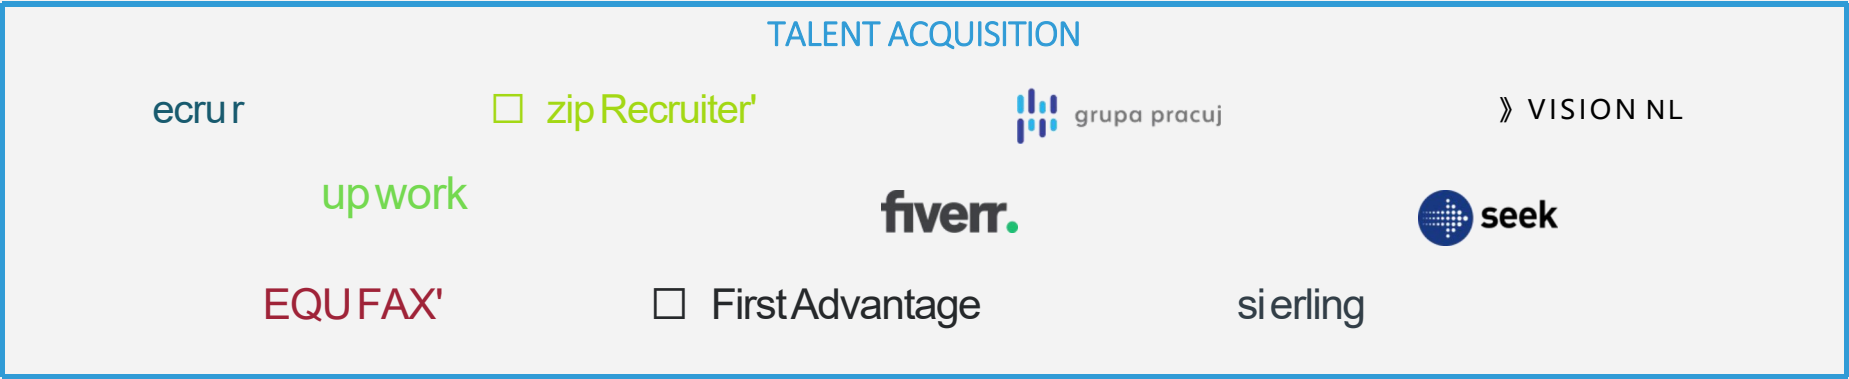 TALENT ACQUISITION
ecru r □ zip Recruiter' grupa pracuj 》 VISION NL
up work fiverr. seek
EQU FAX' □ First Advantage si erling